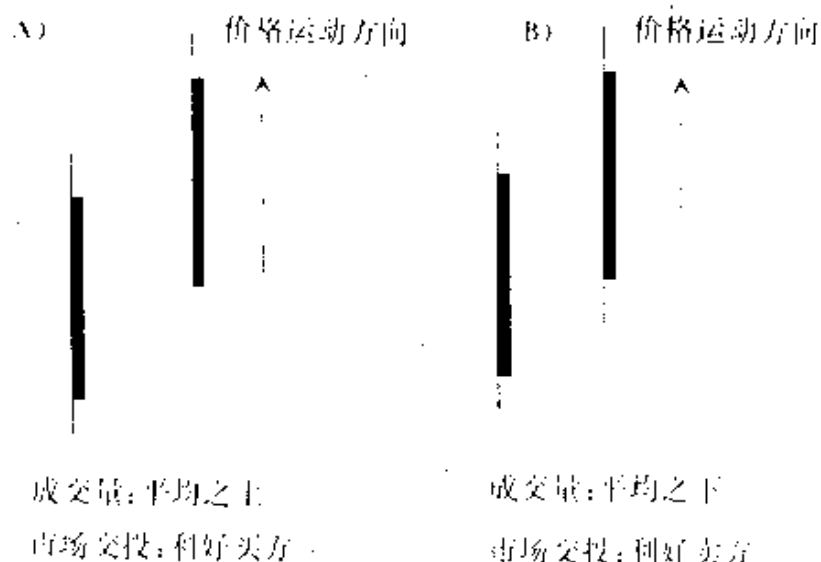 A） 价格运动方向
B） 价格运动方向
成交量：平均之上
市场交投：利好买方
成交量：平均之下
市场交投：利好卖方